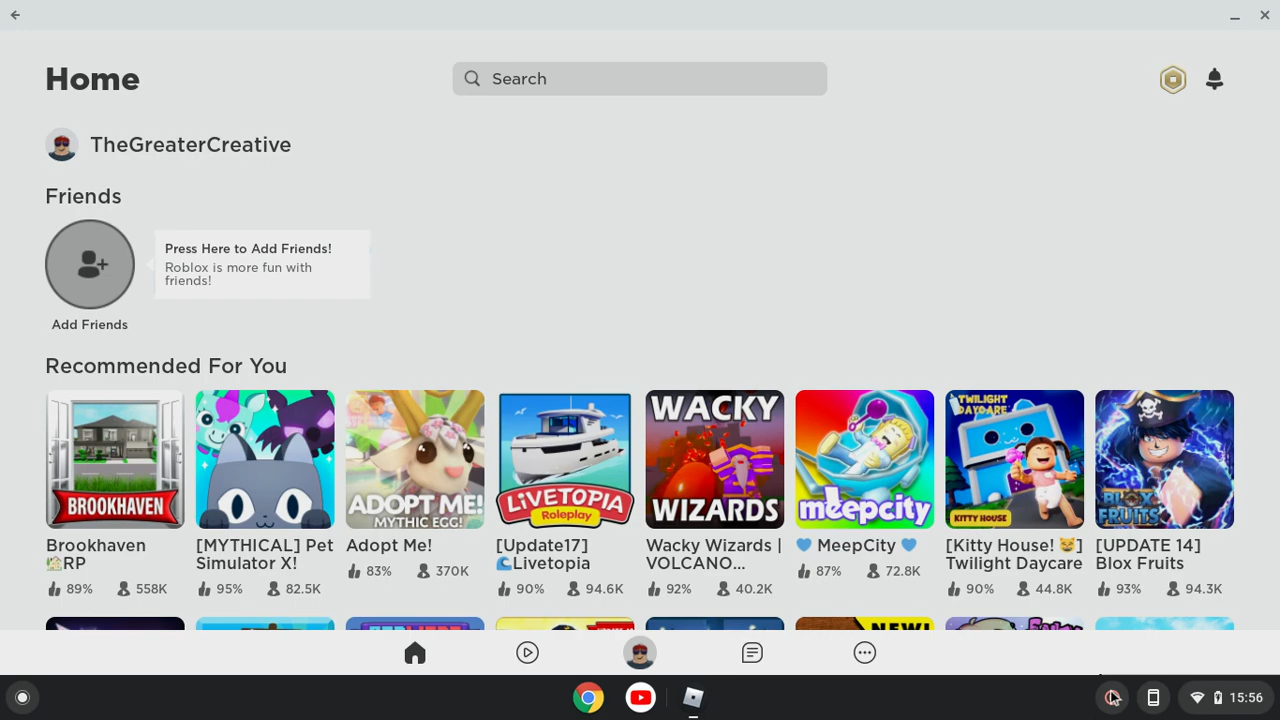 Home
Search
TheGreaterCreative
Friends
Press Here to Add Friends!
Roblox is more fun with
friends!
Add Friends
Recommended For You
BROOKHAVEN
ADOPT ME!
MYTHIC EGG!
LIVETOPIA
Roleplay
WACKY
WIZARDS
meepcity
TWILIGHT
DAYCARE
KITTY HOUSE!
BLOX
FRUITS
Brookhaven
🏡RP
89% 558K
[MYTHICAL] Pet
Simulator X!
95% 82.5K
Adopt Me!
83% 370K
[Update17]
🌊Livetopia
90% 94.6K
Wacky Wizards |
VOLCANO...
92% 40.2K
💙 MeepCity 💙
87% 72.8K
[Kitty House! 😸]
Twilight Daycare
90% 44.8K
[UPDATE 14]
Blox Fruits
93% 94.3K
NEW!
15:56